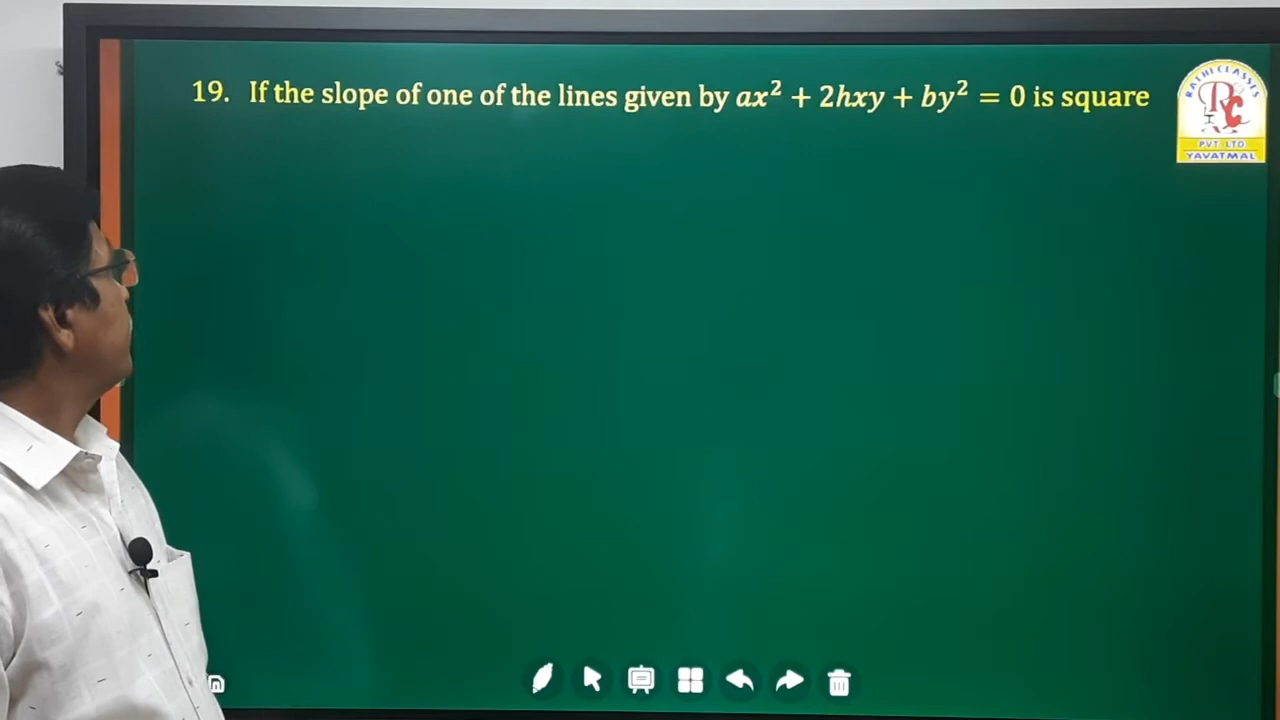 19. If the slope of one of the lines given by 𝑎𝑥² + 2ℎ𝑥𝑦 + 𝑏𝑦² = 0 is square
RATHI CLASSES
RC
PVT. LTD.
YAVATMAL